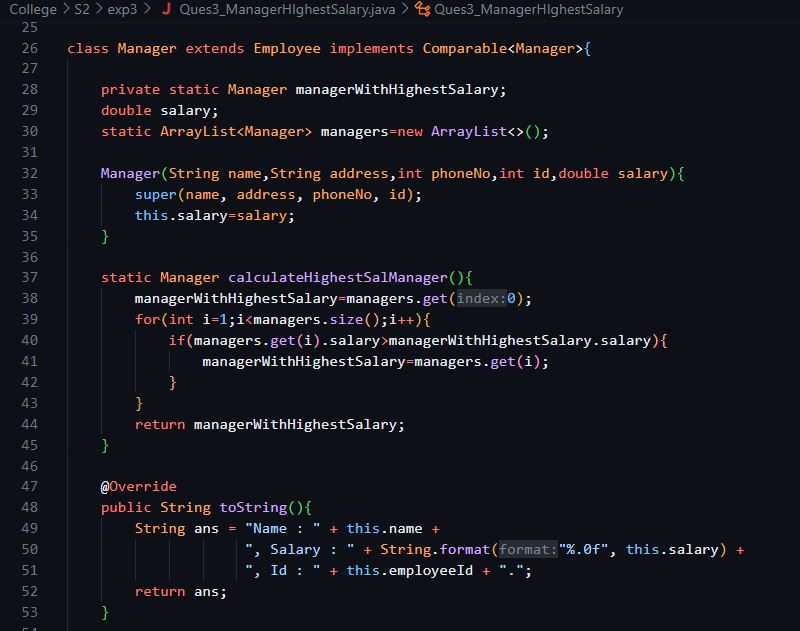 College > S2 > exp3 > J Ques3_ManagerHIghestSalary.java > Ques3_ManagerHIghestSalary
25
26 class Manager extends Employee implements Comparable<Manager>{
27
28     private static Manager managerWithHighestSalary;
29     double salary;
30     static ArrayList<Manager> managers=new ArrayList<>();
31
32     Manager(String name,String address,int phoneNo,int id,double salary){
33         super(name, address, phoneNo, id);
34         this.salary=salary;
35     }
36
37     static Manager calculateHighestSalManager(){
38         managerWithHighestSalary=managers.get(index:0);
39         for(int i=1;i<managers.size();i++){
40             if(managers.get(i).salary>managerWithHighestSalary.salary){
41                 managerWithHighestSalary=managers.get(i);
42             }
43         }
44         return managerWithHighestSalary;
45     }
46
47     @Override
48     public String toString(){
49         String ans = "Name : " + this.name +
50                      ", Salary : " + String.format(format:"%.0f", this.salary) +
51                      ", Id : " + this.employeeId + ".";
52         return ans;
53     }